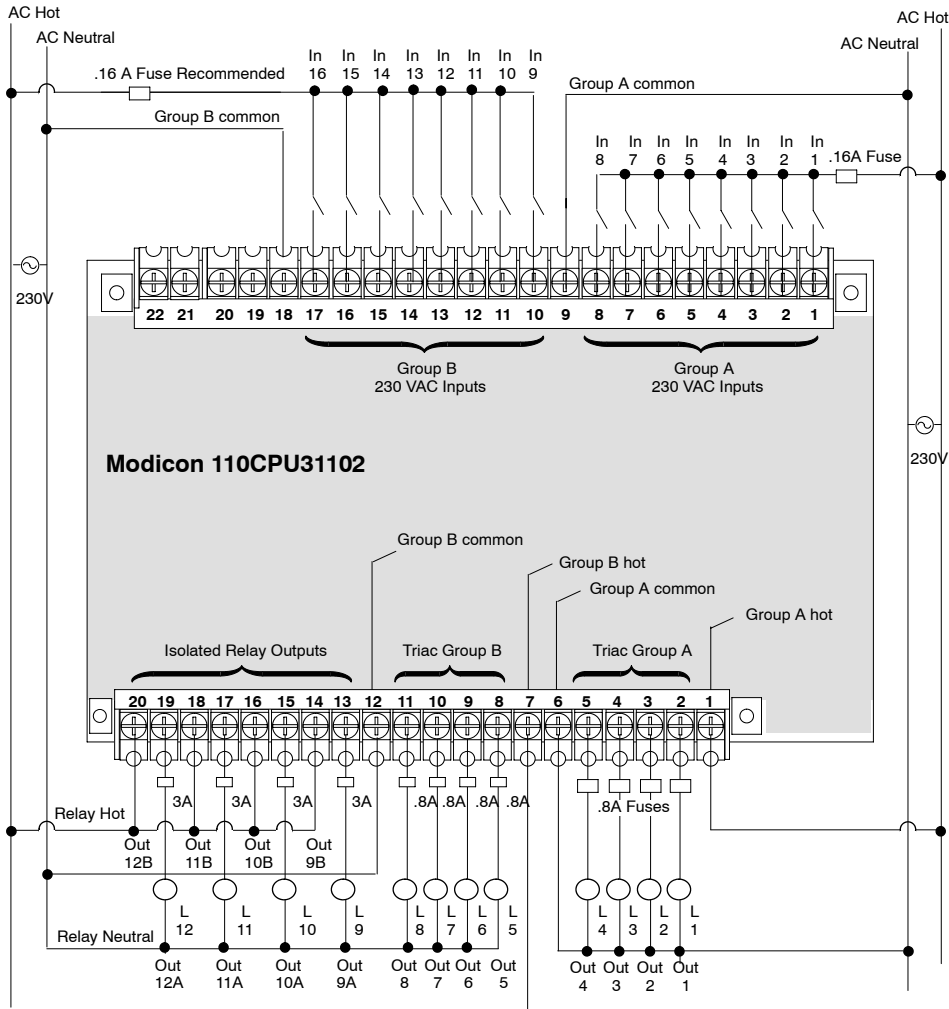 AC Hot
AC Neutral
AC Hot
AC Neutral
.16 A Fuse Recommended
In 16
In 15
In 14
In 13
In 12
In 11
In 10
In 9
Group A common
Group B common
In 8
In 7
In 6
In 5
In 4
In 3
In 2
In 1
.16A Fuse
230V
22 21 20 19 18 17 16 15 14 13 12 11 10 9 8 7 6 5 4 3 2 1
Group B
230 VAC Inputs
Group A
230 VAC Inputs
230V
Modicon 110CPU31102
Group B common
Group B hot
Group A common
Group A hot
Isolated Relay Outputs
Triac Group B
Triac Group A
20 19 18 17 16 15 14 13 12 11 10 9 8 7 6 5 4 3 2 1
3A 3A 3A 3A .8A .8A .8A .8A
.8A Fuses
Relay Hot
Out 12B
Out 11B
Out 10B
Out 9B
L 12
L 11
L 10
L 9
L 8
L 7
L 6
L 5
L 4
L 3
L 2
L 1
Relay Neutral
Out 12A
Out 11A
Out 10A
Out 9A
Out 8
Out 7
Out 6
Out 5
Out 4
Out 3
Out 2
Out 1